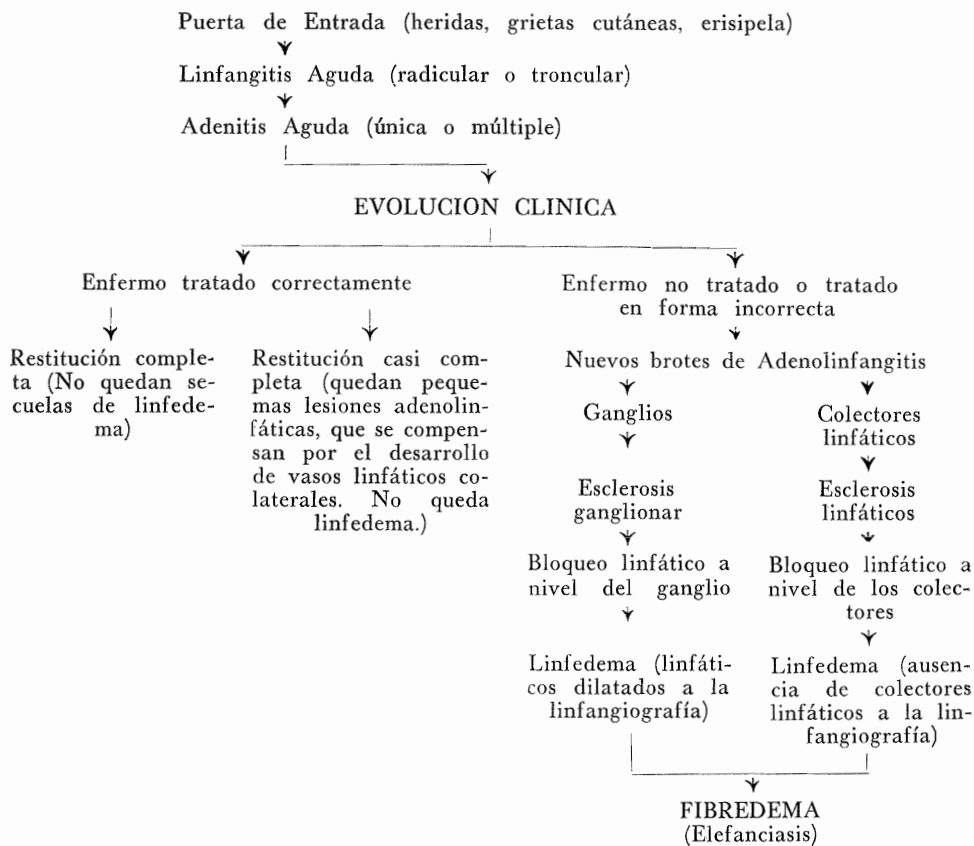 Puerta de Entrada (heridas, grietas cutáneas, erisipela)
Linfangitis Aguda (radicular o troncular)
Adenitis Aguda (única o múltiple)
EVOLUCION CLINICA
Enfermo tratado correctamente
Restitución comple-
ta (No quedan se-
cuelas de linfede-
ma)
Restitución casi com-
pleta (quedan peque-
mas lesiones adenolin-
fáticas, que se compen-
san por el desarrollo
de vasos linfáticos co-
laterales. No queda
linfedema.)
Enfermo no tratado o tratado
en forma incorrecta
Nuevos brotes de Adenolinfangitis
Ganglios
Esclerosis
ganglionar
Bloqueo linfático a
nivel del ganglio
Linfedema (linfáti-
cos dilatados a la
linfangiografía)
Colectores
linfáticos
Esclerosis
linfáticos
Bloqueo linfático a
nivel de los colec-
tores
Linfedema (ausen-
cia de colectores
linfáticos a la lin-
fangiografía)
FIBREDEMA
(Elefanciasis)